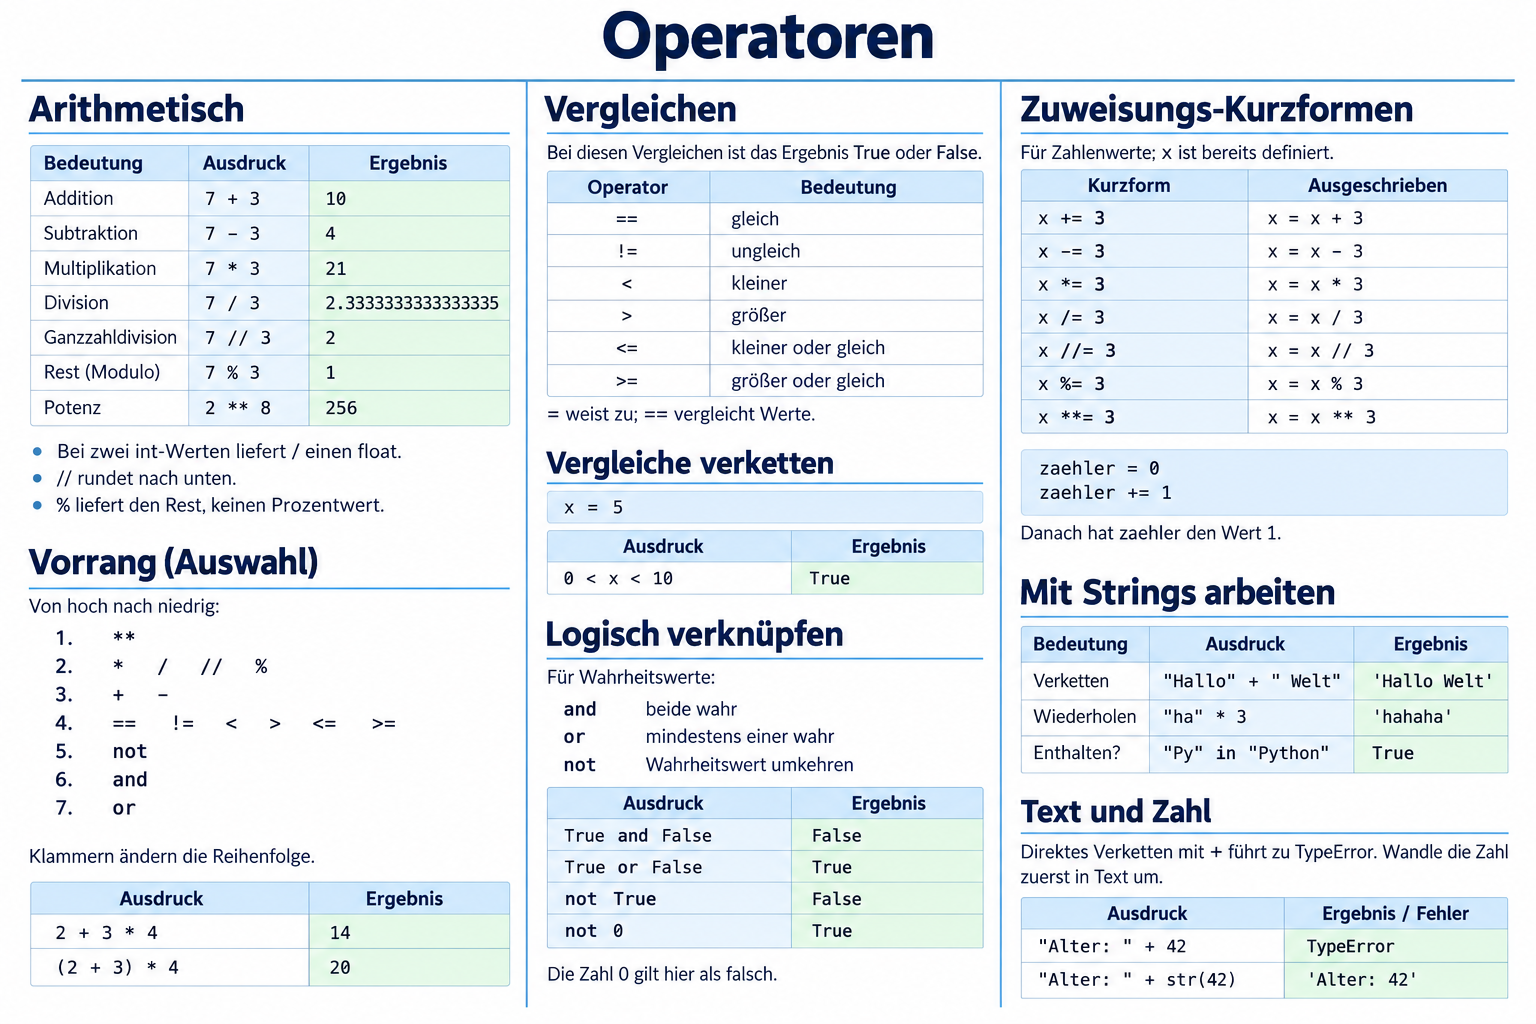 Operatoren
Arithmetisch
Bedeutung Ausdruck Ergebnis
Addition 7 + 3 10
Subtraktion 7 − 3 4
Multiplikation 7 * 3 21
Division 7 / 3 2.3333333333333335
Ganzzahldivision 7 // 3 2
Rest (Modulo) 7 % 3 1
Potenz 2 ** 8 256
• Bei zwei int-Werten liefert / einen float.
• // rundet nach unten.
• % liefert den Rest, keinen Prozentwert.
Vorrang (Auswahl)
Von hoch nach niedrig:
1. **
2. * / // %
3. + −
4. == != < > <= >=
5. not
6. and
7. or
Klammern ändern die Reihenfolge.
Ausdruck Ergebnis
2 + 3 * 4 14
(2 + 3) * 4 20
Vergleichen
Bei diesen Vergleichen ist das Ergebnis True oder False.
Operator Bedeutung
== gleich
!= ungleich
< kleiner
> größer
<= kleiner oder gleich
>= größer oder gleich
= weist zu; == vergleicht Werte.
Vergleiche verketten
x = 5
Ausdruck Ergebnis
0 < x < 10 True
Logisch verknüpfen
Für Wahrheitswerte:
and beide wahr
or mindestens einer wahr
not Wahrheitswert umkehren
Ausdruck Ergebnis
True and False False
True or False True
not True False
not 0 True
Die Zahl 0 gilt hier als falsch.
Zuweisungs-Kurzformen
Für Zahlenwerte; x ist bereits definiert.
Kurzform Ausgeschrieben
x += 3 x = x + 3
x −= 3 x = x − 3
x *= 3 x = x * 3
x /= 3 x = x / 3
x //= 3 x = x // 3
x %= 3 x = x % 3
x **= 3 x = x ** 3
zaehler = 0
zaehler += 1
Danach hat zaehler den Wert 1.
Mit Strings arbeiten
Bedeutung Ausdruck Ergebnis
Verketten "Hallo" + " Welt" 'Hallo Welt'
Wiederholen "ha" * 3 'hahaha'
Enthalten? "Py" in "Python" True
Text und Zahl
Direktes Verketten mit + führt zu TypeError. Wandle die Zahl
zuerst in Text um.
Ausdruck Ergebnis / Fehler
"Alter: " + 42 TypeError
"Alter: " + str(42) 'Alter: 42'